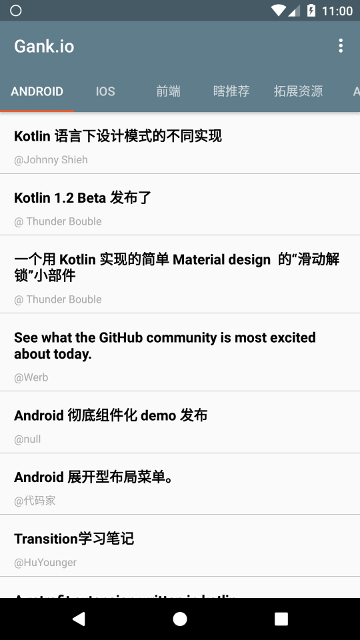 11:00
Gank.io
ANDROID IOS 前端 瞎推荐 拓展资源 A
Kotlin 语言下设计模式的不同实现
@Johnny Shieh
Kotlin 1.2 Beta 发布了
@ Thunder Bouble
一个用 Kotlin 实现的简单 Material design  的“滑动解
锁”小部件
@ Thunder Bouble
See what the GitHub community is most excited
about today.
@Werb
Android 彻底组件化 demo 发布
@null
Android 展开型布局菜单。
@代码家
Transition学习笔记
@HuYounger